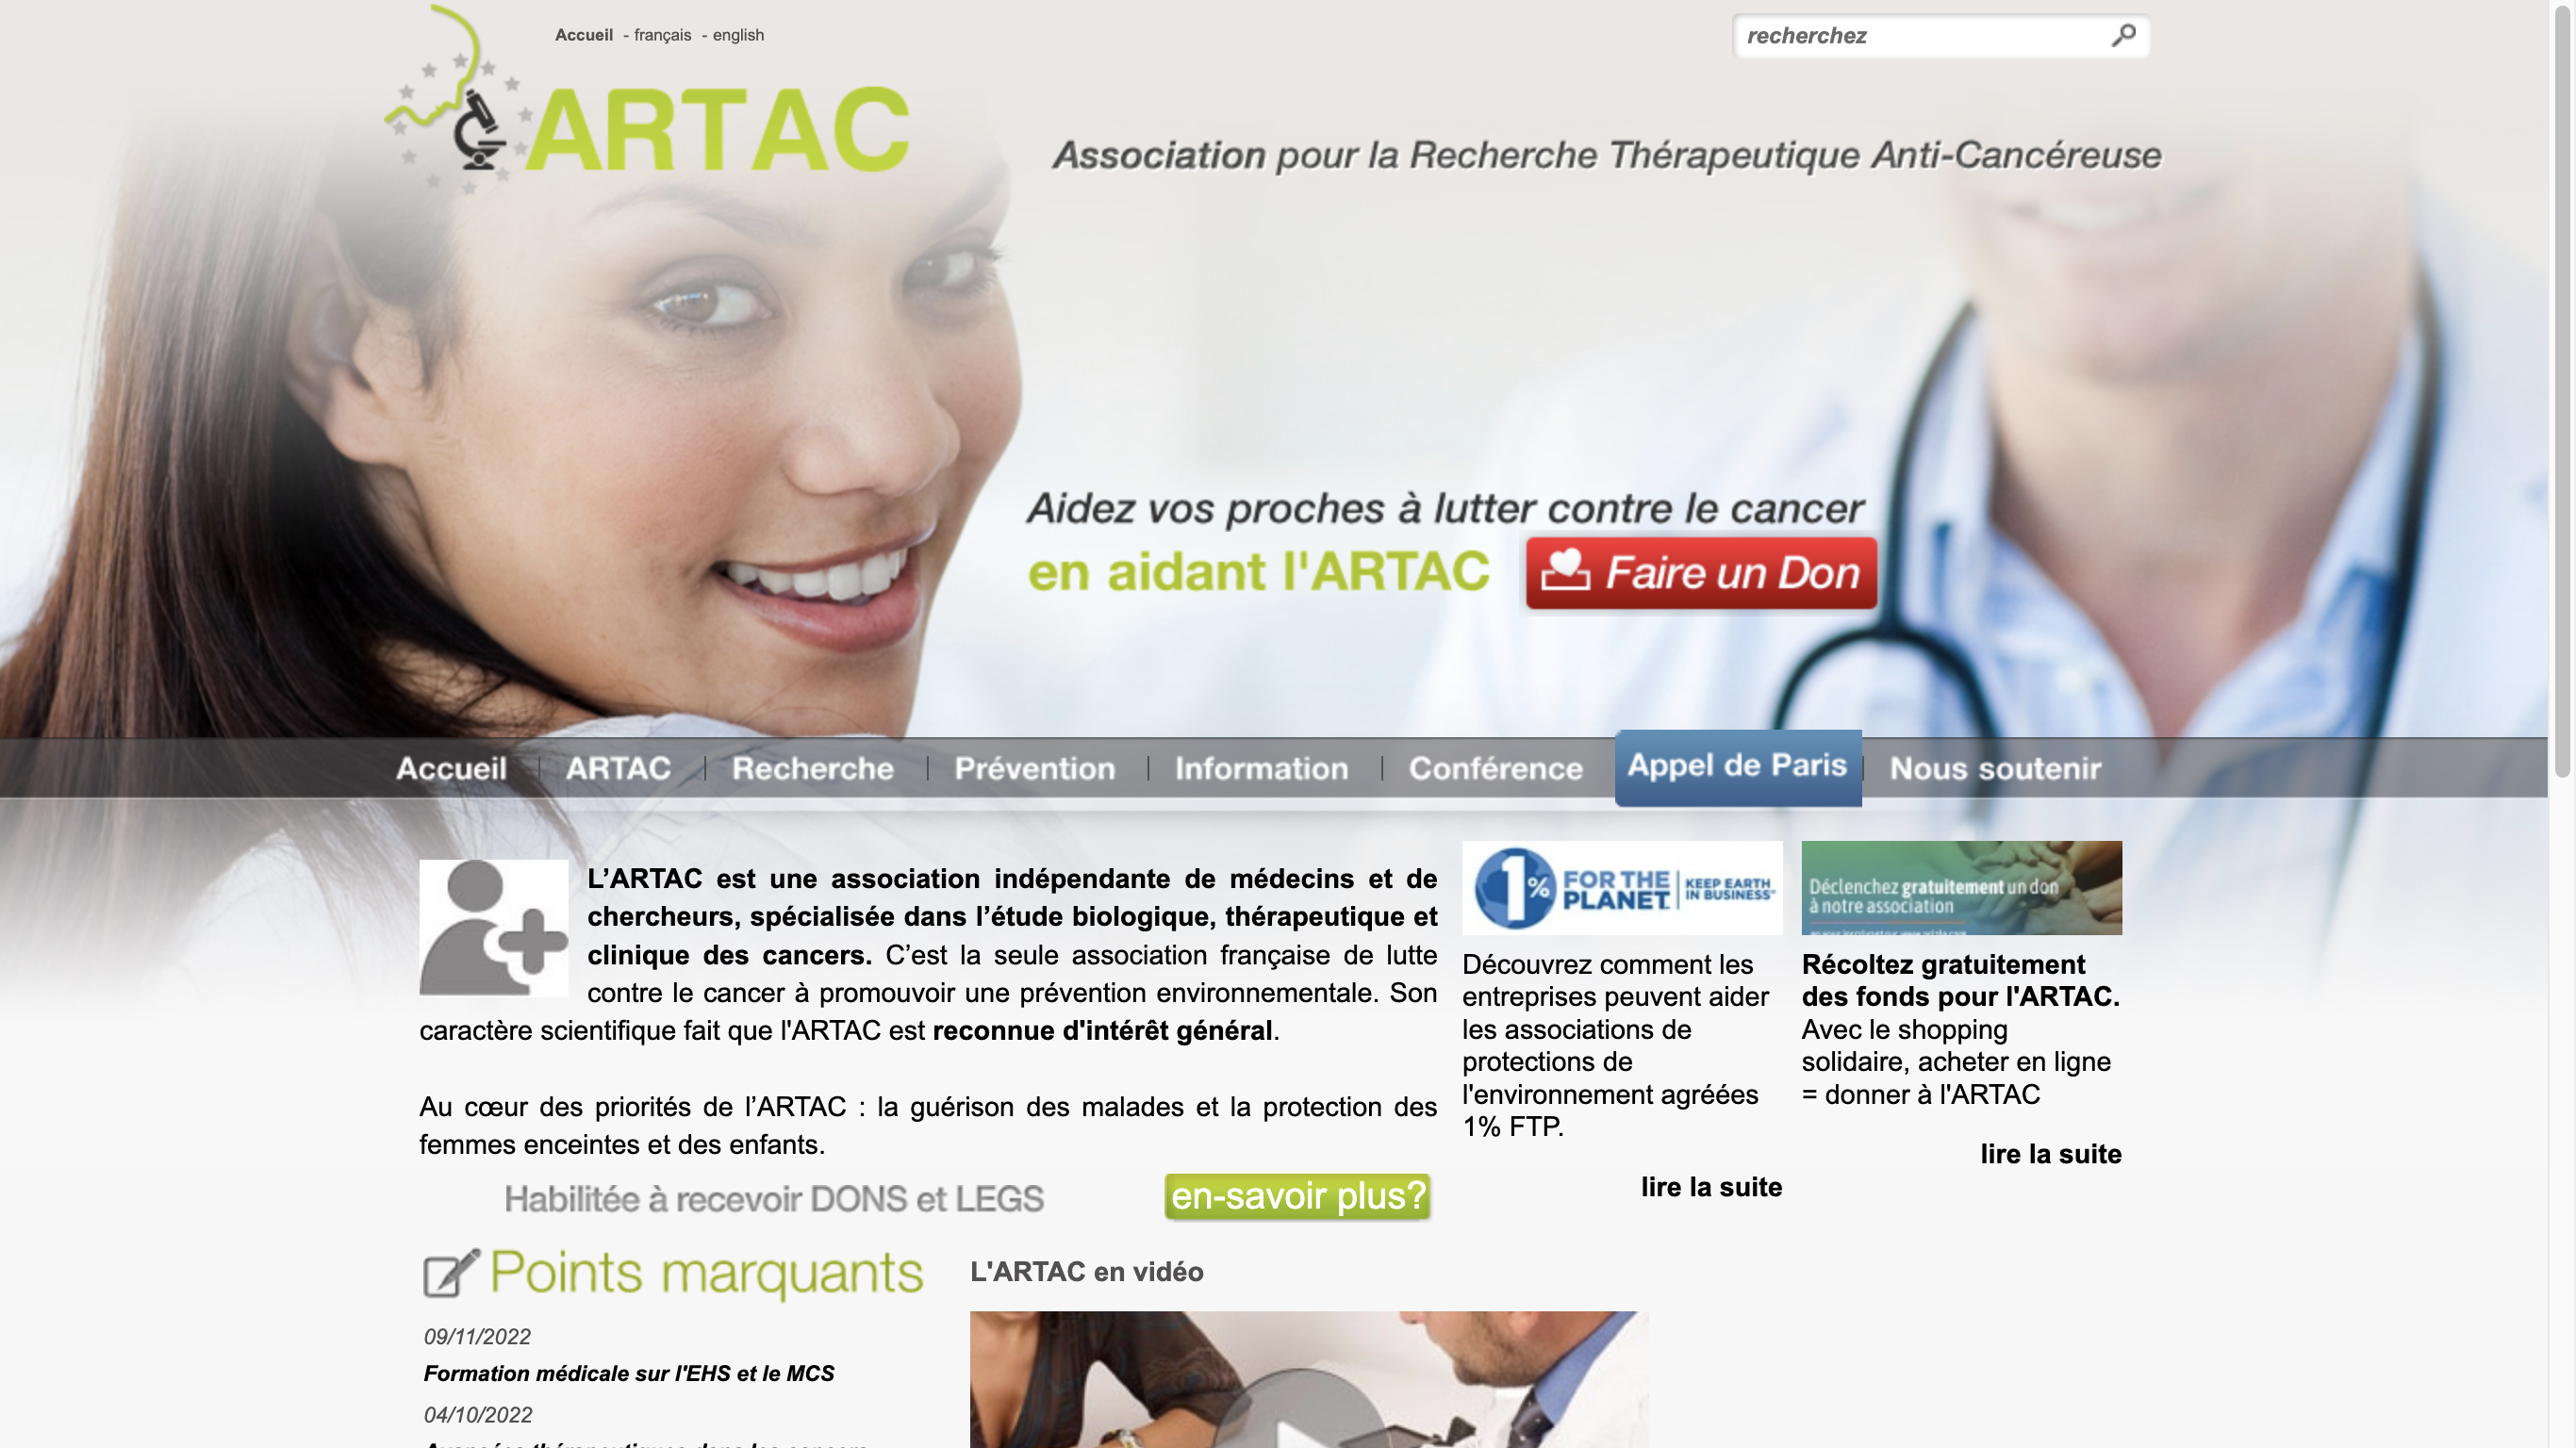 Accueil - français - english
recherchez
ARTAC
Association pour la Recherche Thérapeutique Anti-Cancéreuse
Aidez vos proches à lutter contre le cancer
en aidant l'ARTAC
Faire un Don
Accueil
ARTAC
Recherche
Prévention
Information
Conférence
Appel de Paris
Nous soutenir
L’ARTAC est une association indépendante de médecins et de
chercheurs, spécialisée dans l’étude biologique, thérapeutique et
clinique des cancers. C’est la seule association française de lutte
contre le cancer à promouvoir une prévention environnementale. Son
caractère scientifique fait que l'ARTAC est reconnue d'intérêt général.
Au cœur des priorités de l’ARTAC : la guérison des malades et la protection des
femmes enceintes et des enfants.
Habilitée à recevoir DONS et LEGS
en-savoir plus?
1% FOR THE
PLANET
KEEP EARTH
IN BUSINESS
Découvrez comment les
entreprises peuvent aider
les associations de
protections de
l'environnement agréées
1% FTP.
lire la suite
Déclenchez gratuitement un don
à notre association
Récoltez gratuitement
des fonds pour l'ARTAC.
Avec le shopping
solidaire, acheter en ligne
= donner à l'ARTAC
lire la suite
Points marquants
09/11/2022
Formation médicale sur l'EHS et le MCS
04/10/2022
L'ARTAC en vidéo